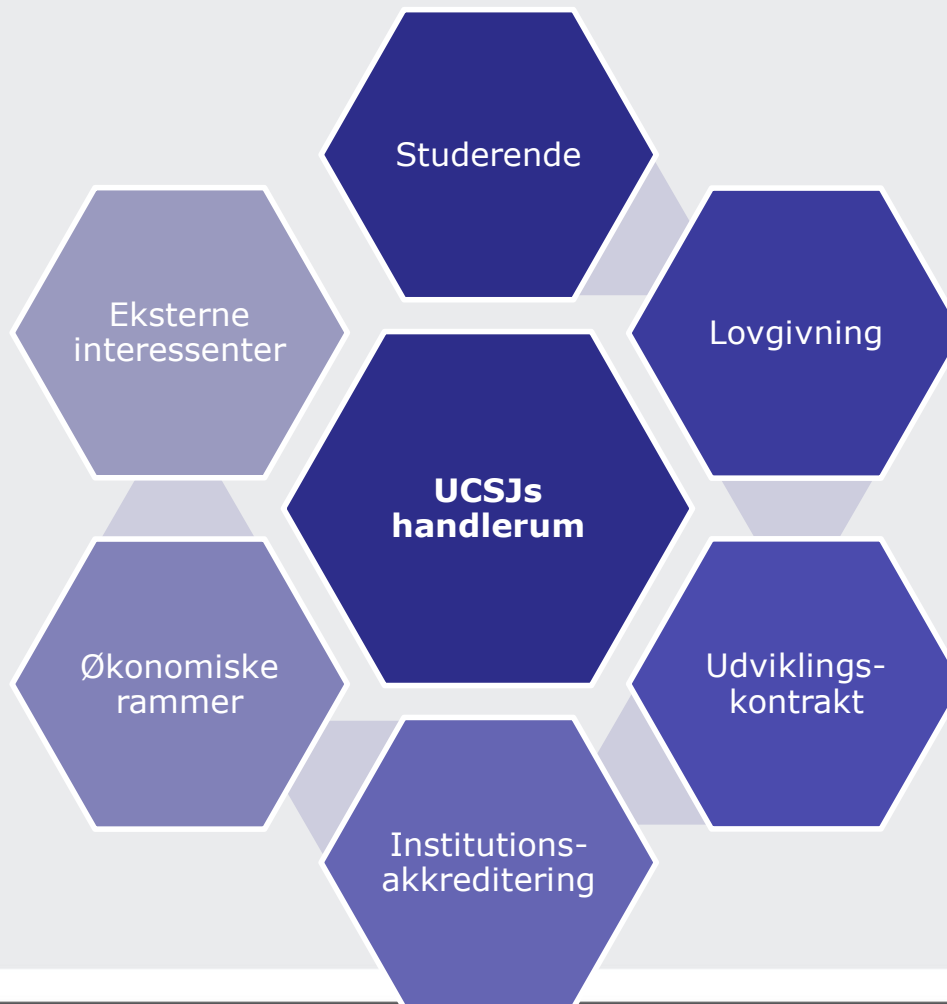 Studerende
Eksterne
interessenter
Lovgivning
UCSJs
handlerum
Økonomiske
rammer
Udviklings-
kontrakt
Institutions-
akkreditering